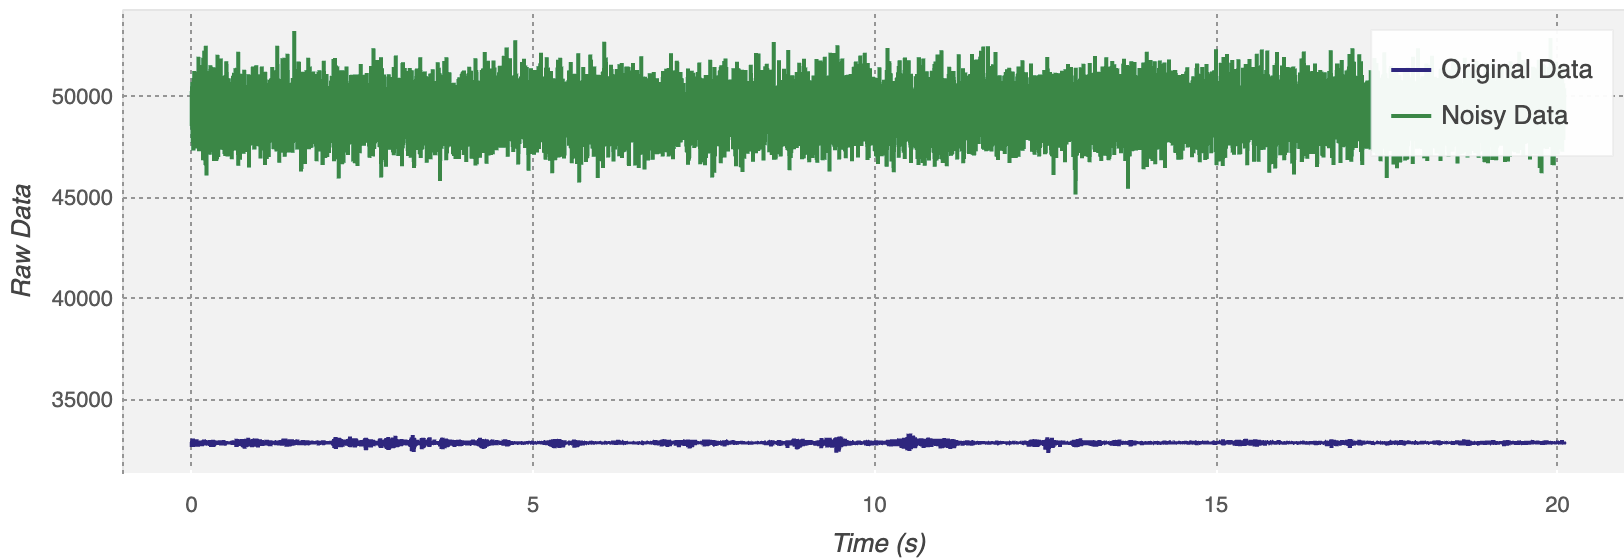 Raw Data
50000
45000
40000
35000
Original Data
Noisy Data
0
5
10
15
20
Time (s)